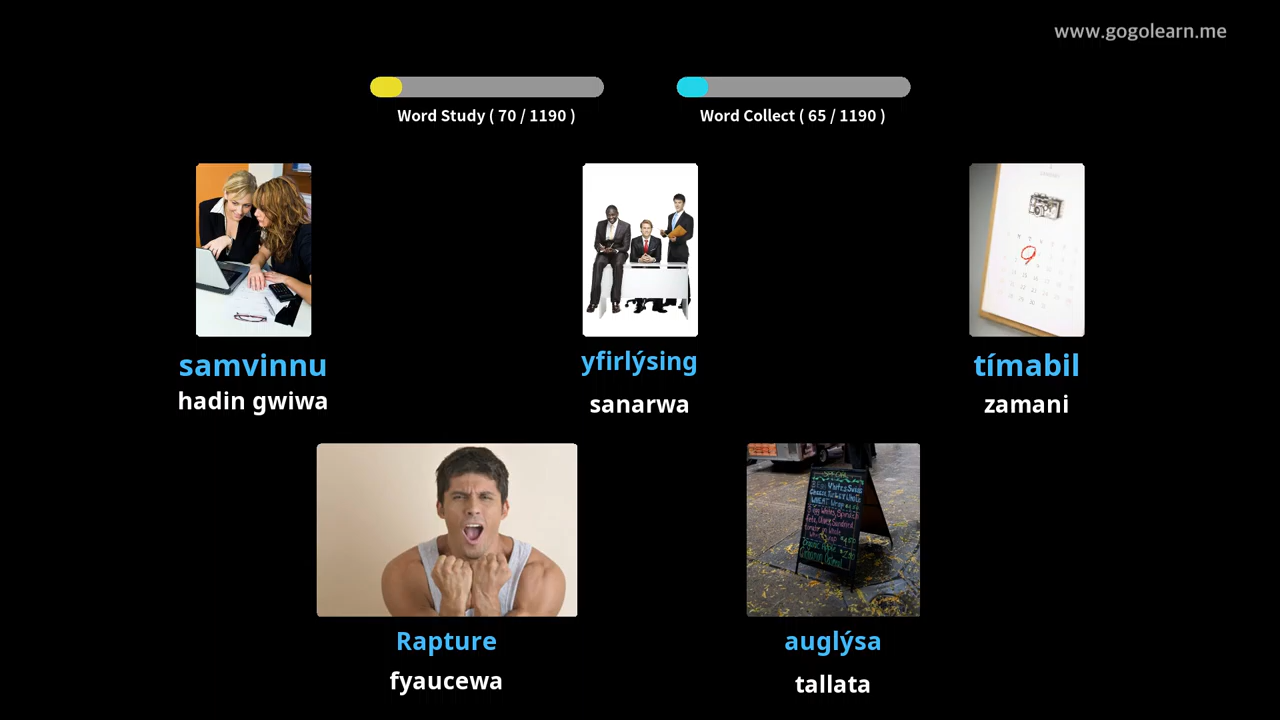 www.gogolearn.me
Word Study ( 70 / 1190 )
Word Collect ( 65 / 1190 )
samvinnu
hadin gwiwa
yfirlýsing
sanarwa
tímabil
zamani
Rapture
fyaucewa
auglýsa
tallata